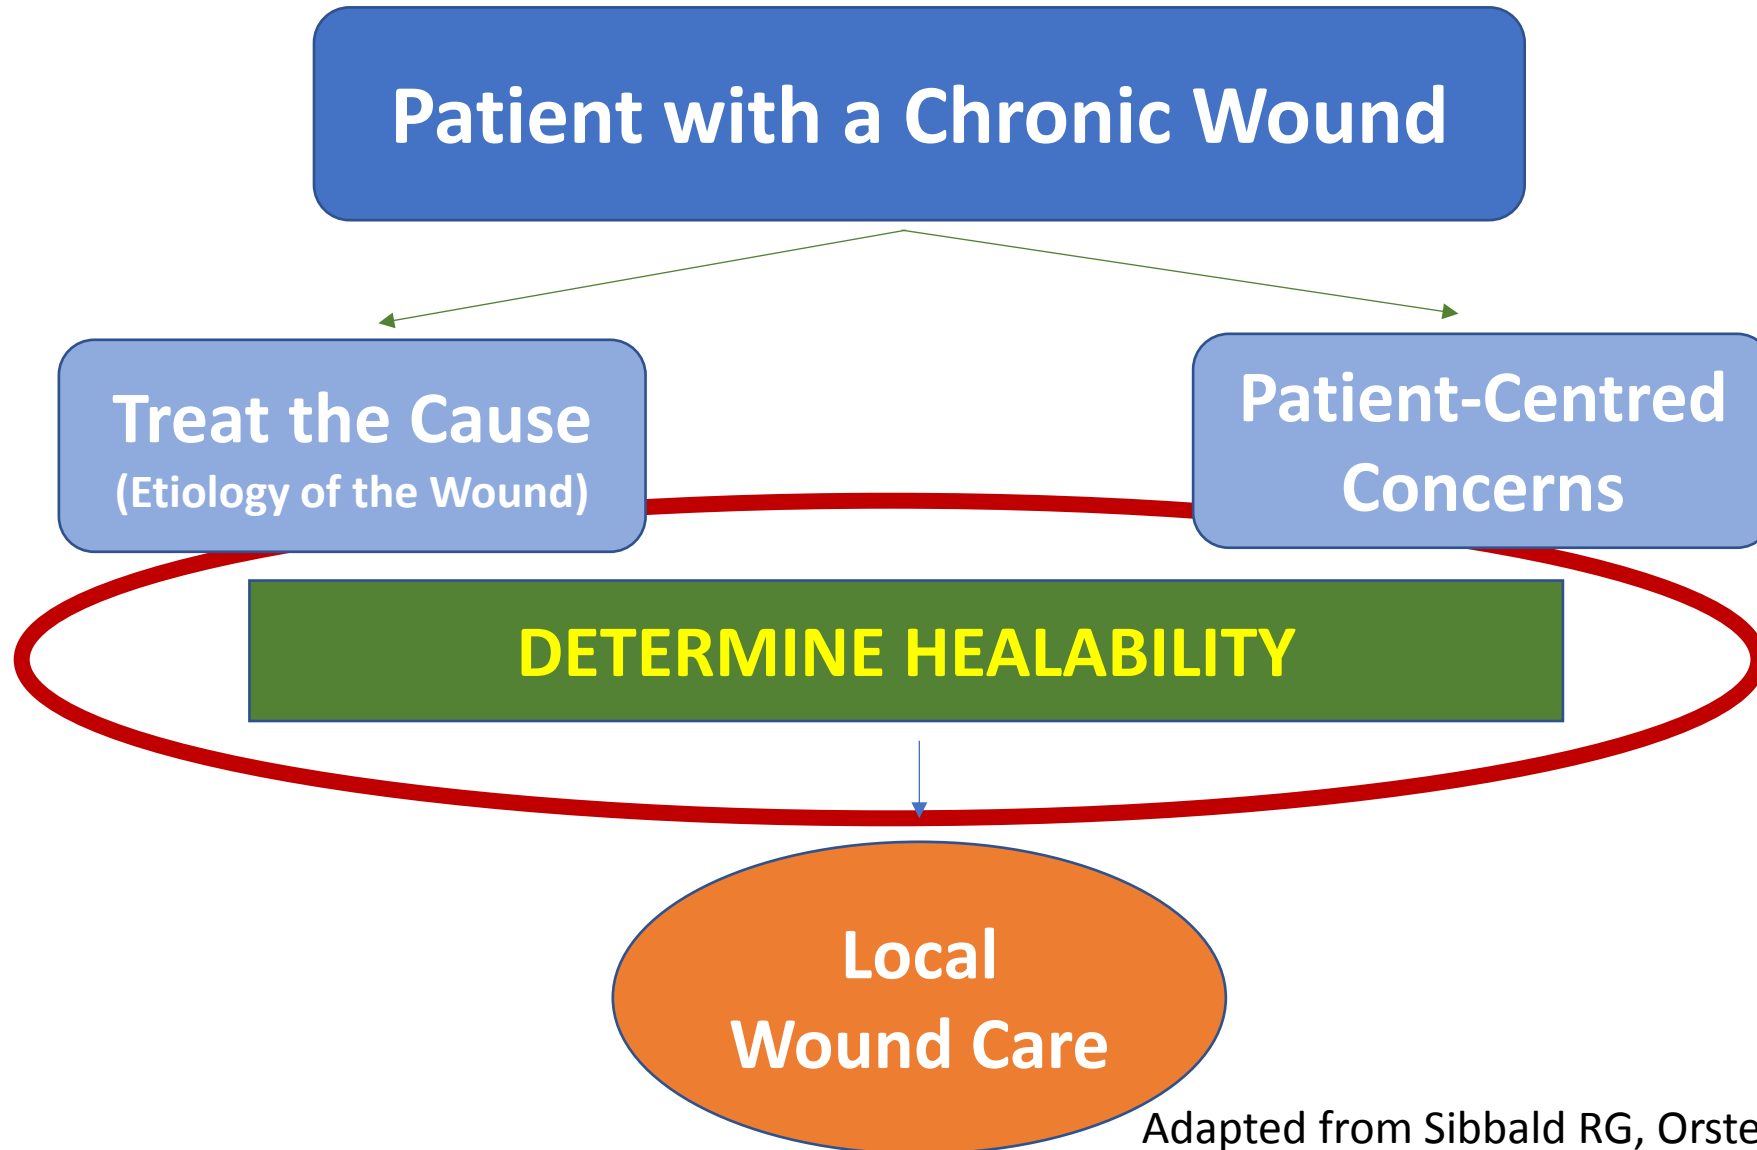 Patient with a Chronic Wound
Treat the Cause
(Etiology of the Wound)
Patient-Centred
Concerns
DETERMINE HEALABILITY
Local
Wound Care
Adapted from Sibbald RG, Orste